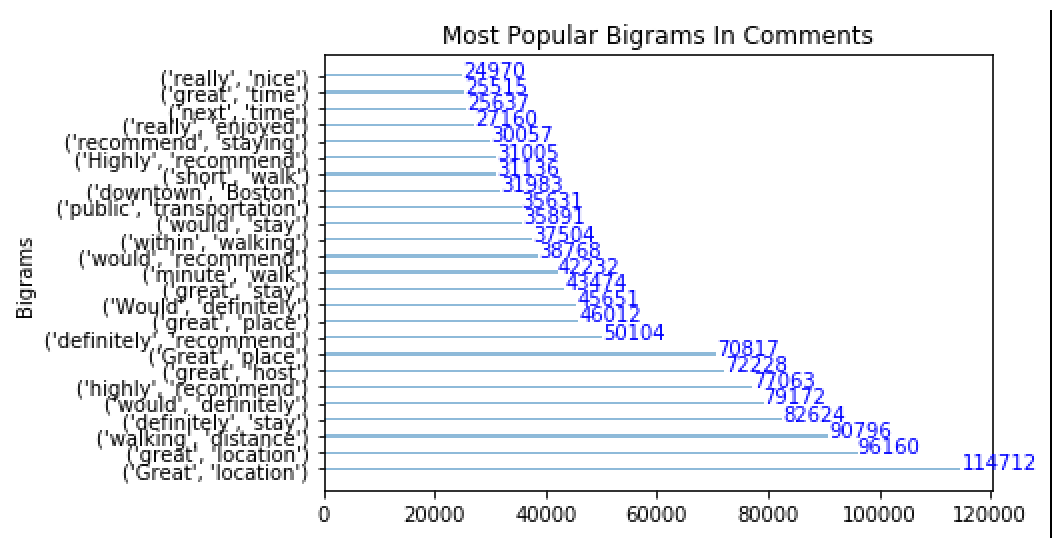 Most Popular Bigrams In Comments
('really', 'nice') 24970
('great', 'time') 25515
('next', 'time') 25637
('really', 'enjoyed') 27160
('recommend', 'staying') 30057
('Highly', 'recommend') 31005
('short', 'walk') 31136
('downtown', 'Boston') 31983
('public', 'transportation') 35631
('would', 'stay') 35891
('within', 'walking') 37504
('would', 'recommend') 38768
('minute', 'walk') 42232
('great', 'stay') 43474
('Would', 'definitely') 45651
('great', 'place') 46012
('definitely', 'recommend') 50104
('Great', 'place') 70817
('great', 'host') 72228
('highly', 'recommend') 77063
('would', 'definitely') 79172
('definitely', 'stay') 82624
('walking', 'distance') 90796
('great', 'location') 96160
('Great', 'location') 114712
Bigrams
0 20000 40000 60000 80000 100000 120000